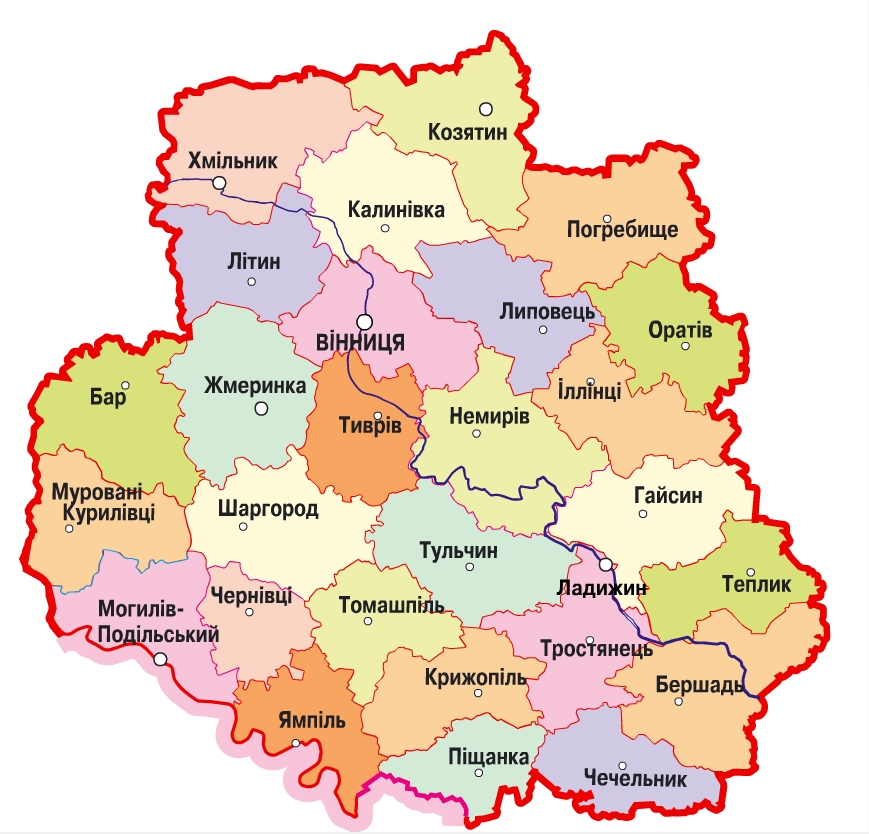 Козятин
Хмільник
Калинівка
Погребище
Літин
Липовець
Оратів
ВІННИЦЯ
Жмеринка
Іллінці
Бар
Немирів
Тиврів
Муровані
Курилівці
Гайсин
Шаргород
Тульчин
Теплик
Ладижин
Чернівці
Томашпіль
Могилів-
Подільський
Тростянець
Крижопіль
Бершадь
Ямпіль
Піщанка
Чечельник